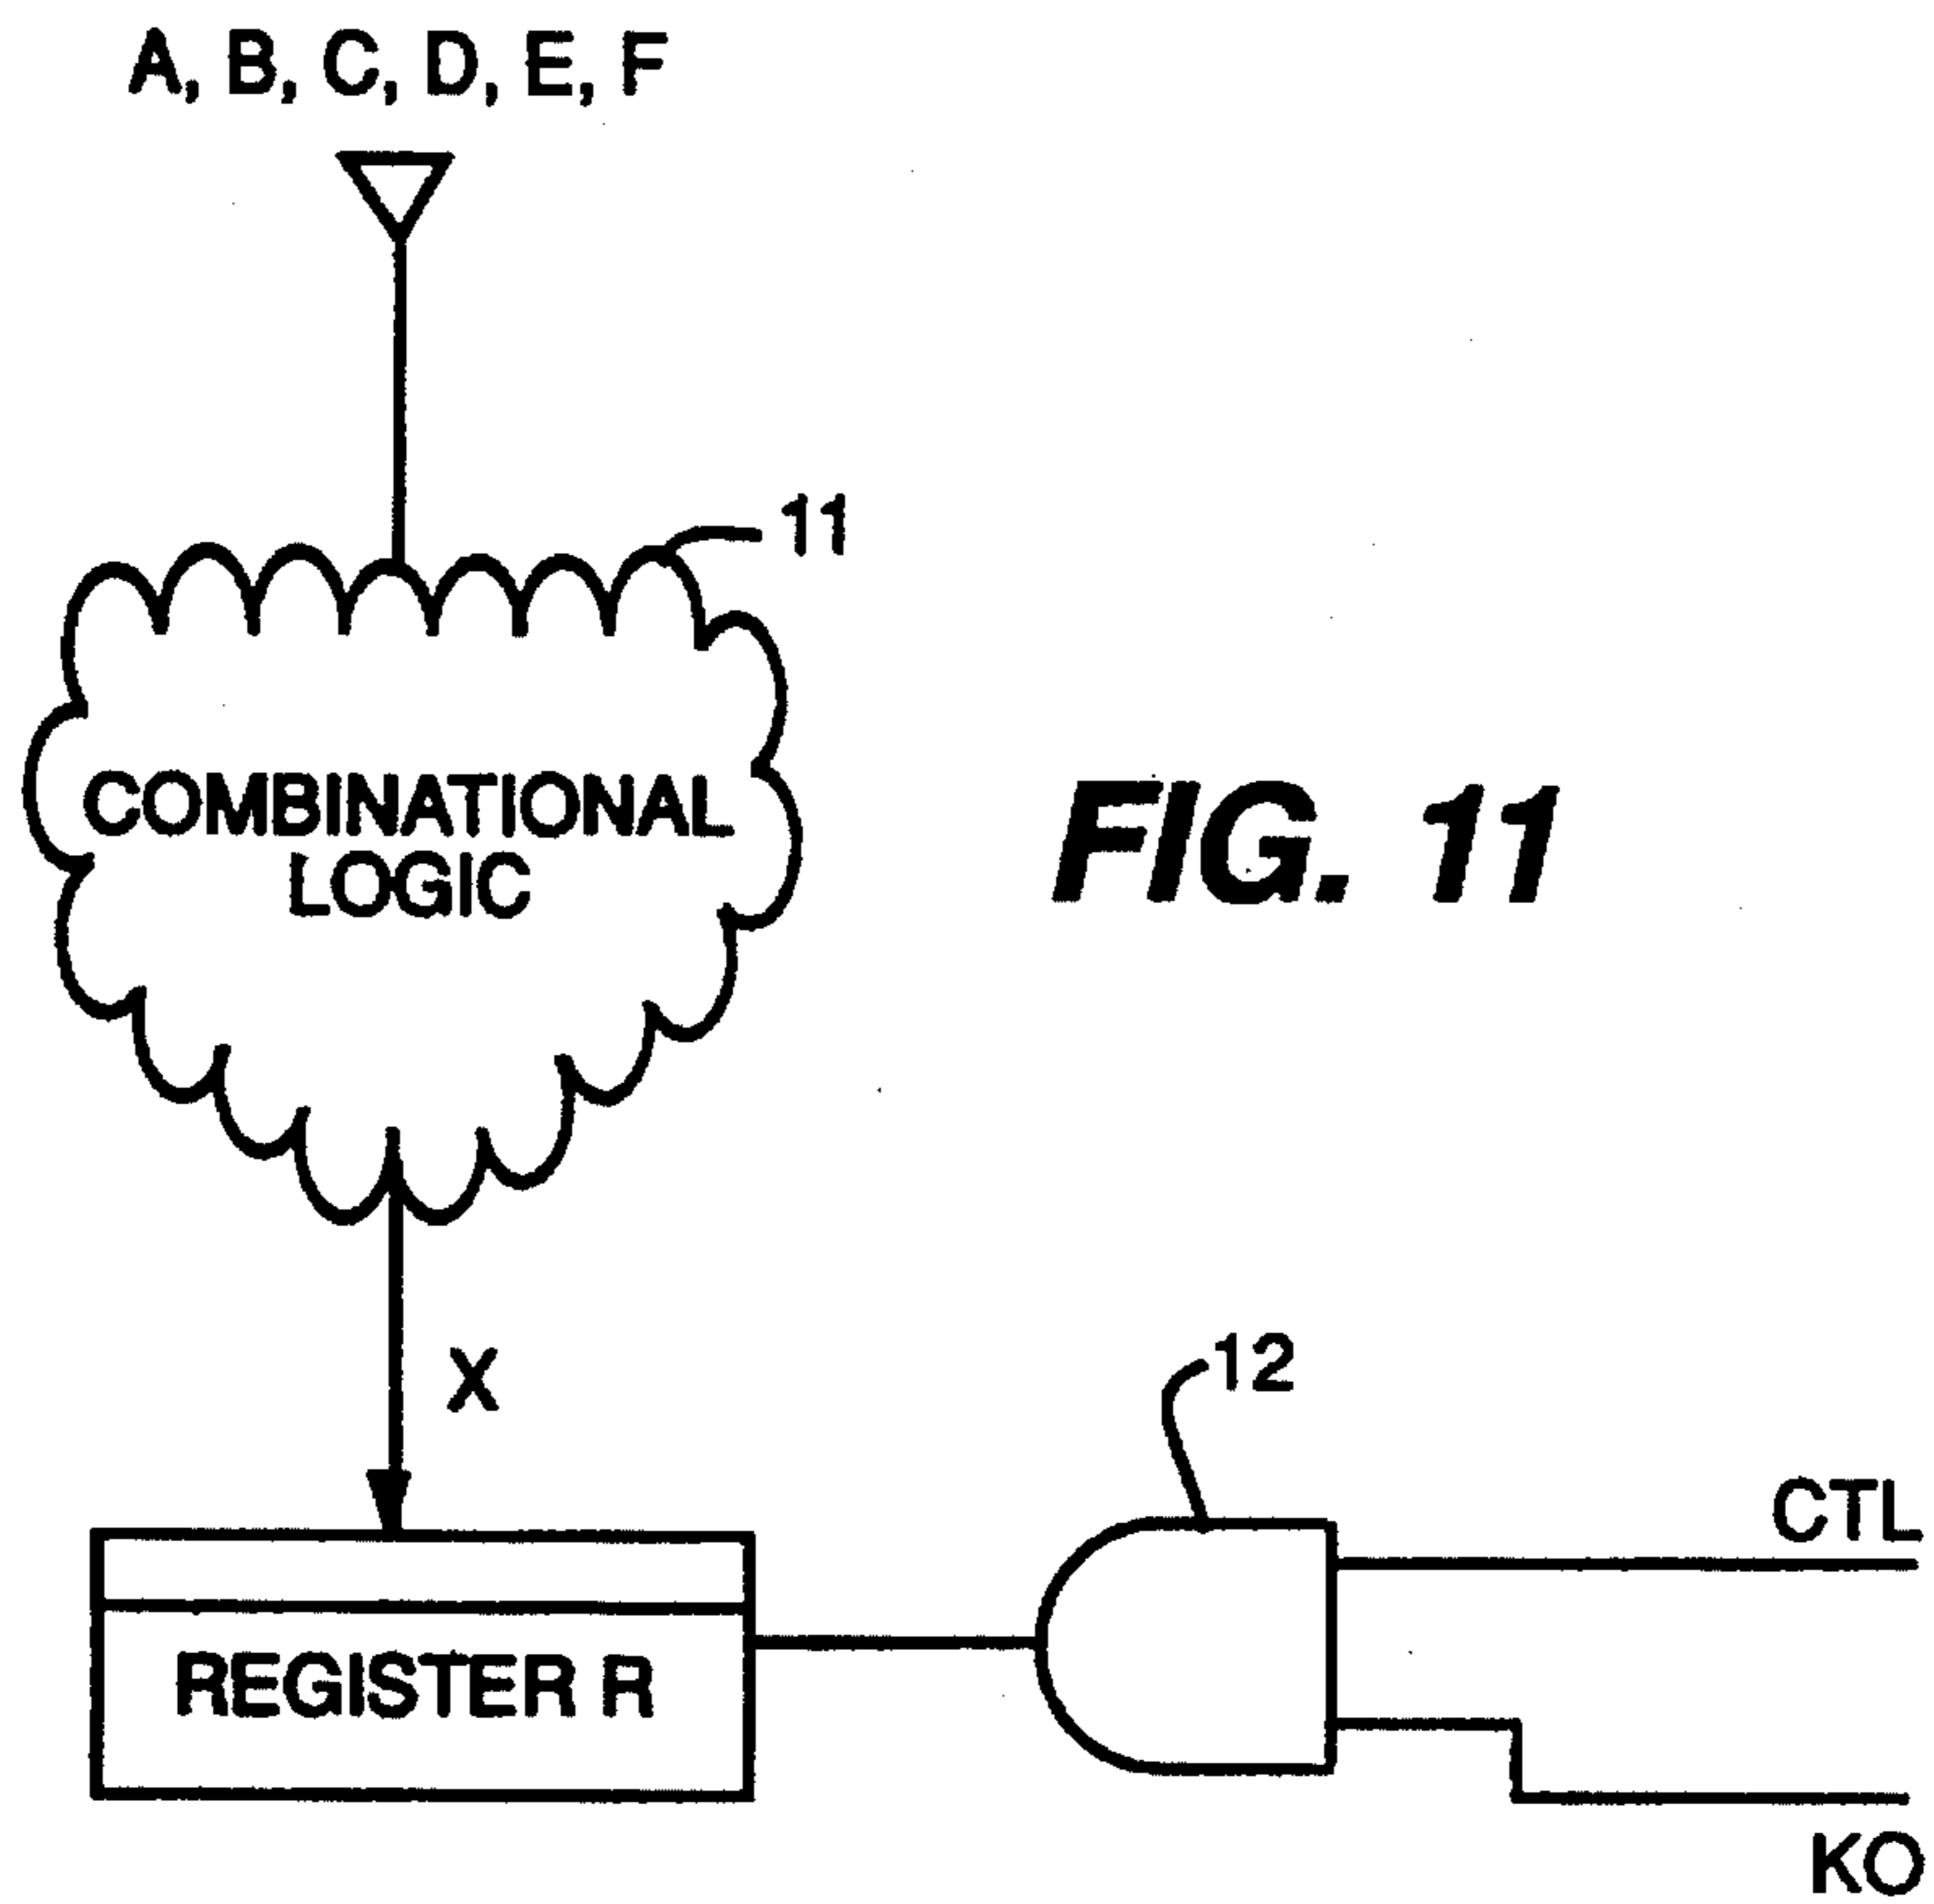 A, B, C, D, E, F
11
COMBINATIONAL
LOGIC
FIG. 11
X
12
CTL
REGISTER R
KO